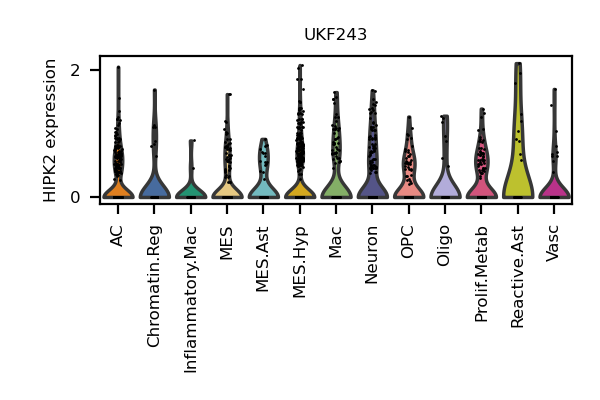 UKF243
HIPK2 expression
2
0
AC
Chromatin.Reg
Inflammatory.Mac
MES
MES.Ast
MES.Hyp
Mac
Neuron
OPC
Oligo
Prolif.Metab
Reactive.Ast
Vasc